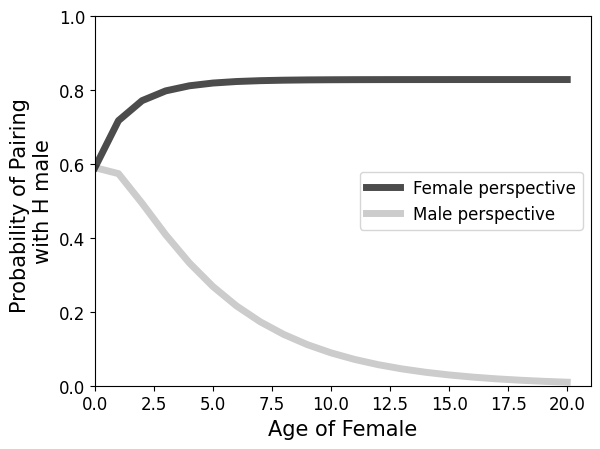 1.0
0.8
0.6
0.4
0.2
0.0
Probability of Pairing
with H male
Female perspective
Male perspective
0.0 2.5 5.0 7.5 10.0 12.5 15.0 17.5 20.0
Age of Female